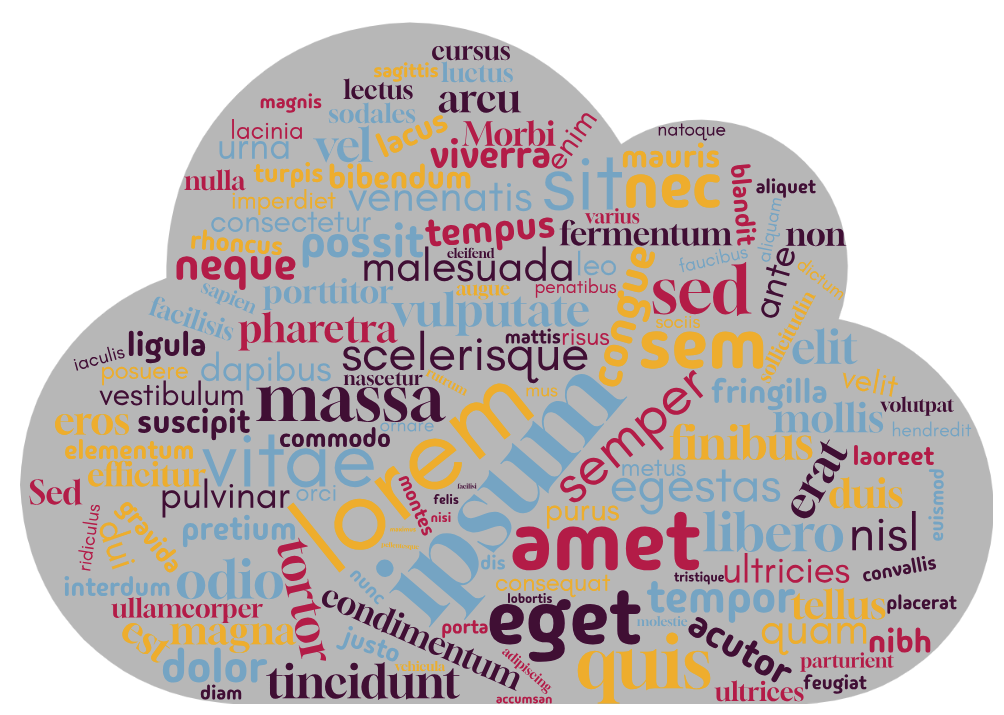 cursus
sagittis luctus
lectus
magnis
arcu
sodales
lacus
lacinia
Morbi
enim
natoque
urna
vel
viverra
mauris
nulla
turpis
bibendum
sit
nec
blandit
aliquet
imperdiet
venenatis
consectetur
varius
aliquam
rhoncus
possit
tempus
fermentum
non
eleifend
neque
malesuada
leo
faucibus
ante
dictum
sapien
porttitor
augue
penatibus
congue
sed
facilisis
vulputate
sociis
sollicitudin
pharetra
mattis
risus
iaculis
ligula
scelerisque
sem
elit
posuere
dapibus
nascetur
mus
semper
fringilla
velit
vestibulum
massa
volutpat
eros
suscipit
ornare
mollis
hendredit
commodo
lorem
ipsum
finibus
elementum
vitae
laoreet
efficitur
metus
erat
Sed
pulvinar
orci
montes
facilisi
felis
egestas
duis
euismod
ridiculus
gravida
dui
pretium
nisi
purus
amet
libero
nisl
tortor
dis
interdum
odio
nunc
consequat
tristique
ultricies
convallis
ullamcorper
condimentum
lobortis
eget
tempor
tellus
placerat
est
magna
justo
porta
molestie
acutor
quam
nibh
dolor
vehicula
adipiscing
quis
parturient
diam
tincidunt
accumsan
ultrices
feugiat